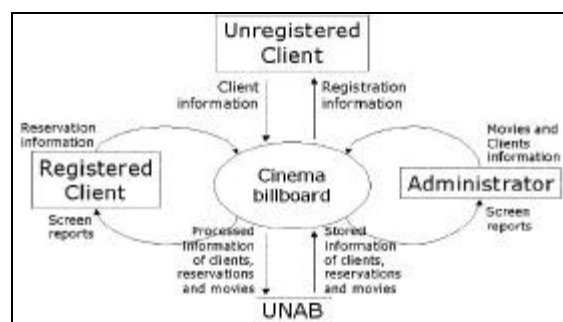 Unregistered
Client
Client
information
Registration
information
Reservation
information
Movies and
Clients
information
Registered
Client
Cinema
billboard
Administrator
Screen
reports
Screen
reports
Processed
information
of clients,
reservations
and movies
Stored
information
of clients,
reservations
and movies
UNAB